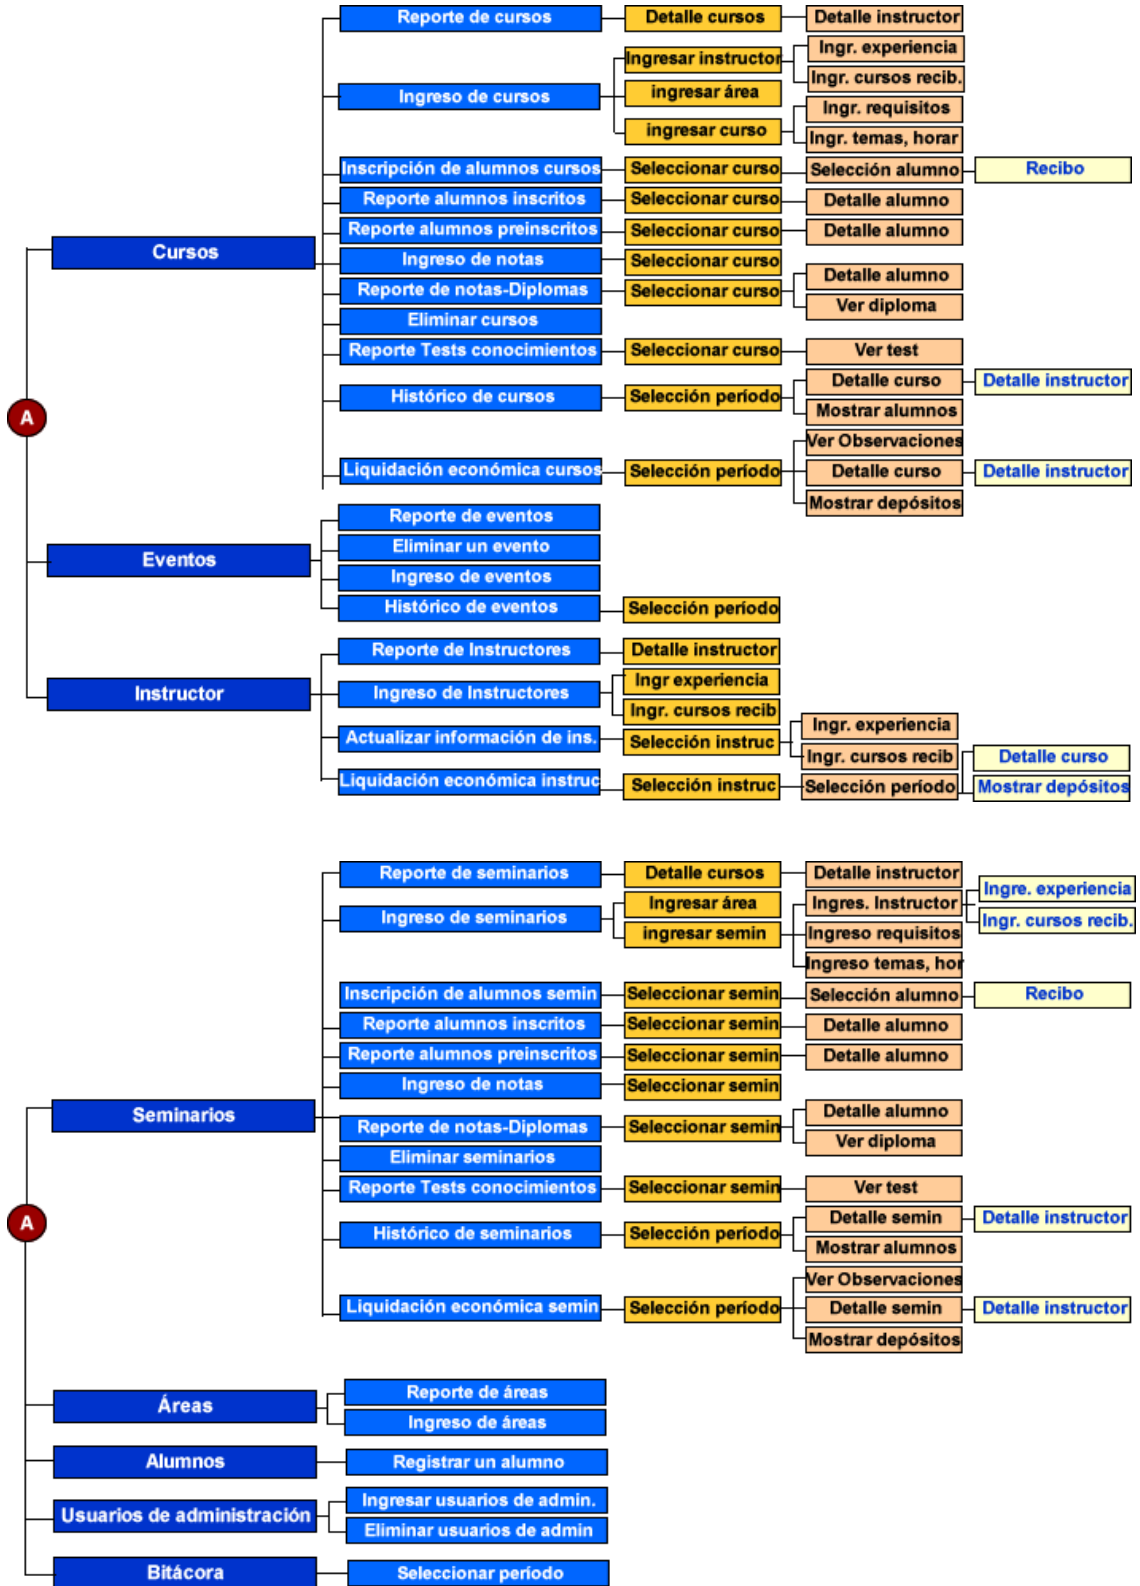 Reporte de cursos
Detalle cursos
Detalle instructor
Ingreso de cursos
Ingresar instructor
Ingr. experiencia
Ingr. cursos recib.
ingresar área
ingresar curso
Ingr. requisitos
Ingr. temas, horar
Inscripción de alumnos cursos
Seleccionar curso
Selección alumno
Recibo
Reporte alumnos inscritos
Seleccionar curso
Detalle alumno
Reporte alumnos preinscritos
Seleccionar curso
Detalle alumno
Cursos
Ingreso de notas
Seleccionar curso
Reporte de notas-Diplomas
Seleccionar curso
Detalle alumno
Ver diploma
Eliminar cursos
Reporte Tests conocimientos
Seleccionar curso
Ver test
Histórico de cursos
Selección período
Detalle curso
Detalle instructor
Mostrar alumnos
A
Liquidación económica cursos
Selección período
Ver Observaciones
Detalle curso
Detalle instructor
Mostrar depósitos
Eventos
Reporte de eventos
Eliminar un evento
Ingreso de eventos
Histórico de eventos
Selección período
Instructor
Reporte de Instructores
Detalle instructor
Ingreso de Instructores
Ingr experiencia
Ingr. cursos recib
Actualizar información de ins.
Selección instruc
Ingr. experiencia
Ingr. cursos recib
Liquidación económica instruc
Selección instruc
Selección período
Detalle curso
Mostrar depósitos
Reporte de seminarios
Detalle cursos
Detalle instructor
Ingreso de seminarios
Ingresar área
ingresar semin
Ingres. Instructor
Ingre. experiencia
Ingr. cursos recib.
Ingreso requisitos
Ingreso temas, hor
Inscripción de alumnos semin
Seleccionar semin
Selección alumno
Recibo
Reporte alumnos inscritos
Seleccionar semin
Detalle alumno
Reporte alumnos preinscritos
Seleccionar semin
Detalle alumno
Ingreso de notas
Seleccionar semin
Seminarios
Reporte de notas-Diplomas
Seleccionar semin
Detalle alumno
Ver diploma
Eliminar seminarios
Reporte Tests conocimientos
Seleccionar semin
Ver test
A
Histórico de seminarios
Selección período
Detalle semin
Detalle instructor
Mostrar alumnos
Liquidación económica semin
Selección período
Ver Observaciones
Detalle semin
Detalle instructor
Mostrar depósitos
Áreas
Reporte de áreas
Ingreso de áreas
Alumnos
Registrar un alumno
Usuarios de administración
Ingresar usuarios de admin.
Eliminar usuarios de admin
Bitácora
Seleccionar período